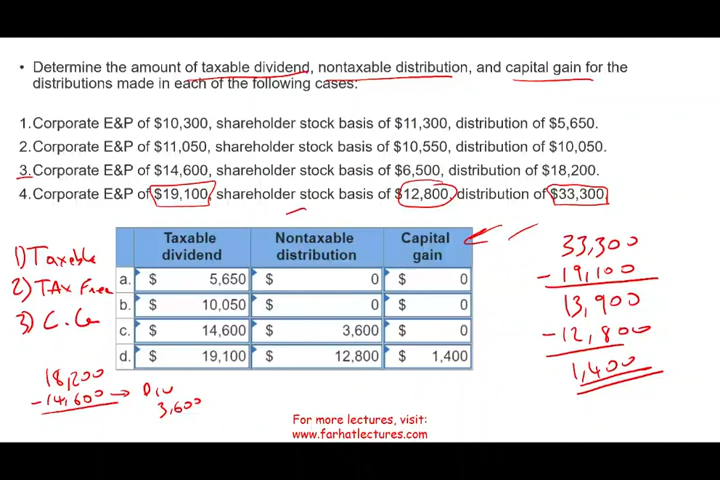 • Determine the amount of taxable dividend, nontaxable distribution, and capital gain for the
distributions made in each of the following cases:
1.Corporate E&P of $10,300, shareholder stock basis of $11,300, distribution of $5,650.
2.Corporate E&P of $11,050, shareholder stock basis of $10,550, distribution of $10,050.
3.Corporate E&P of $14,600, shareholder stock basis of $6,500, distribution of $18,200.
4.Corporate E&P of $19,100, shareholder stock basis of $12,800, distribution of $33,300.
Taxable dividend Nontaxable distribution Capital gain
a. $ 5,650 $ 0 $ 0
b. $ 10,050 $ 0 $ 0
c. $ 14,600 $ 3,600 $ 0
d. $ 19,100 $ 12,800 $ 1,400
1) Taxable
2) TAX Free
3) C.G
18,200
- 14,600 → Div
3,600
33,300
- 19,100
13,900
- 12,800
1,400
For more lectures, visit:
www.farhatlectures.com